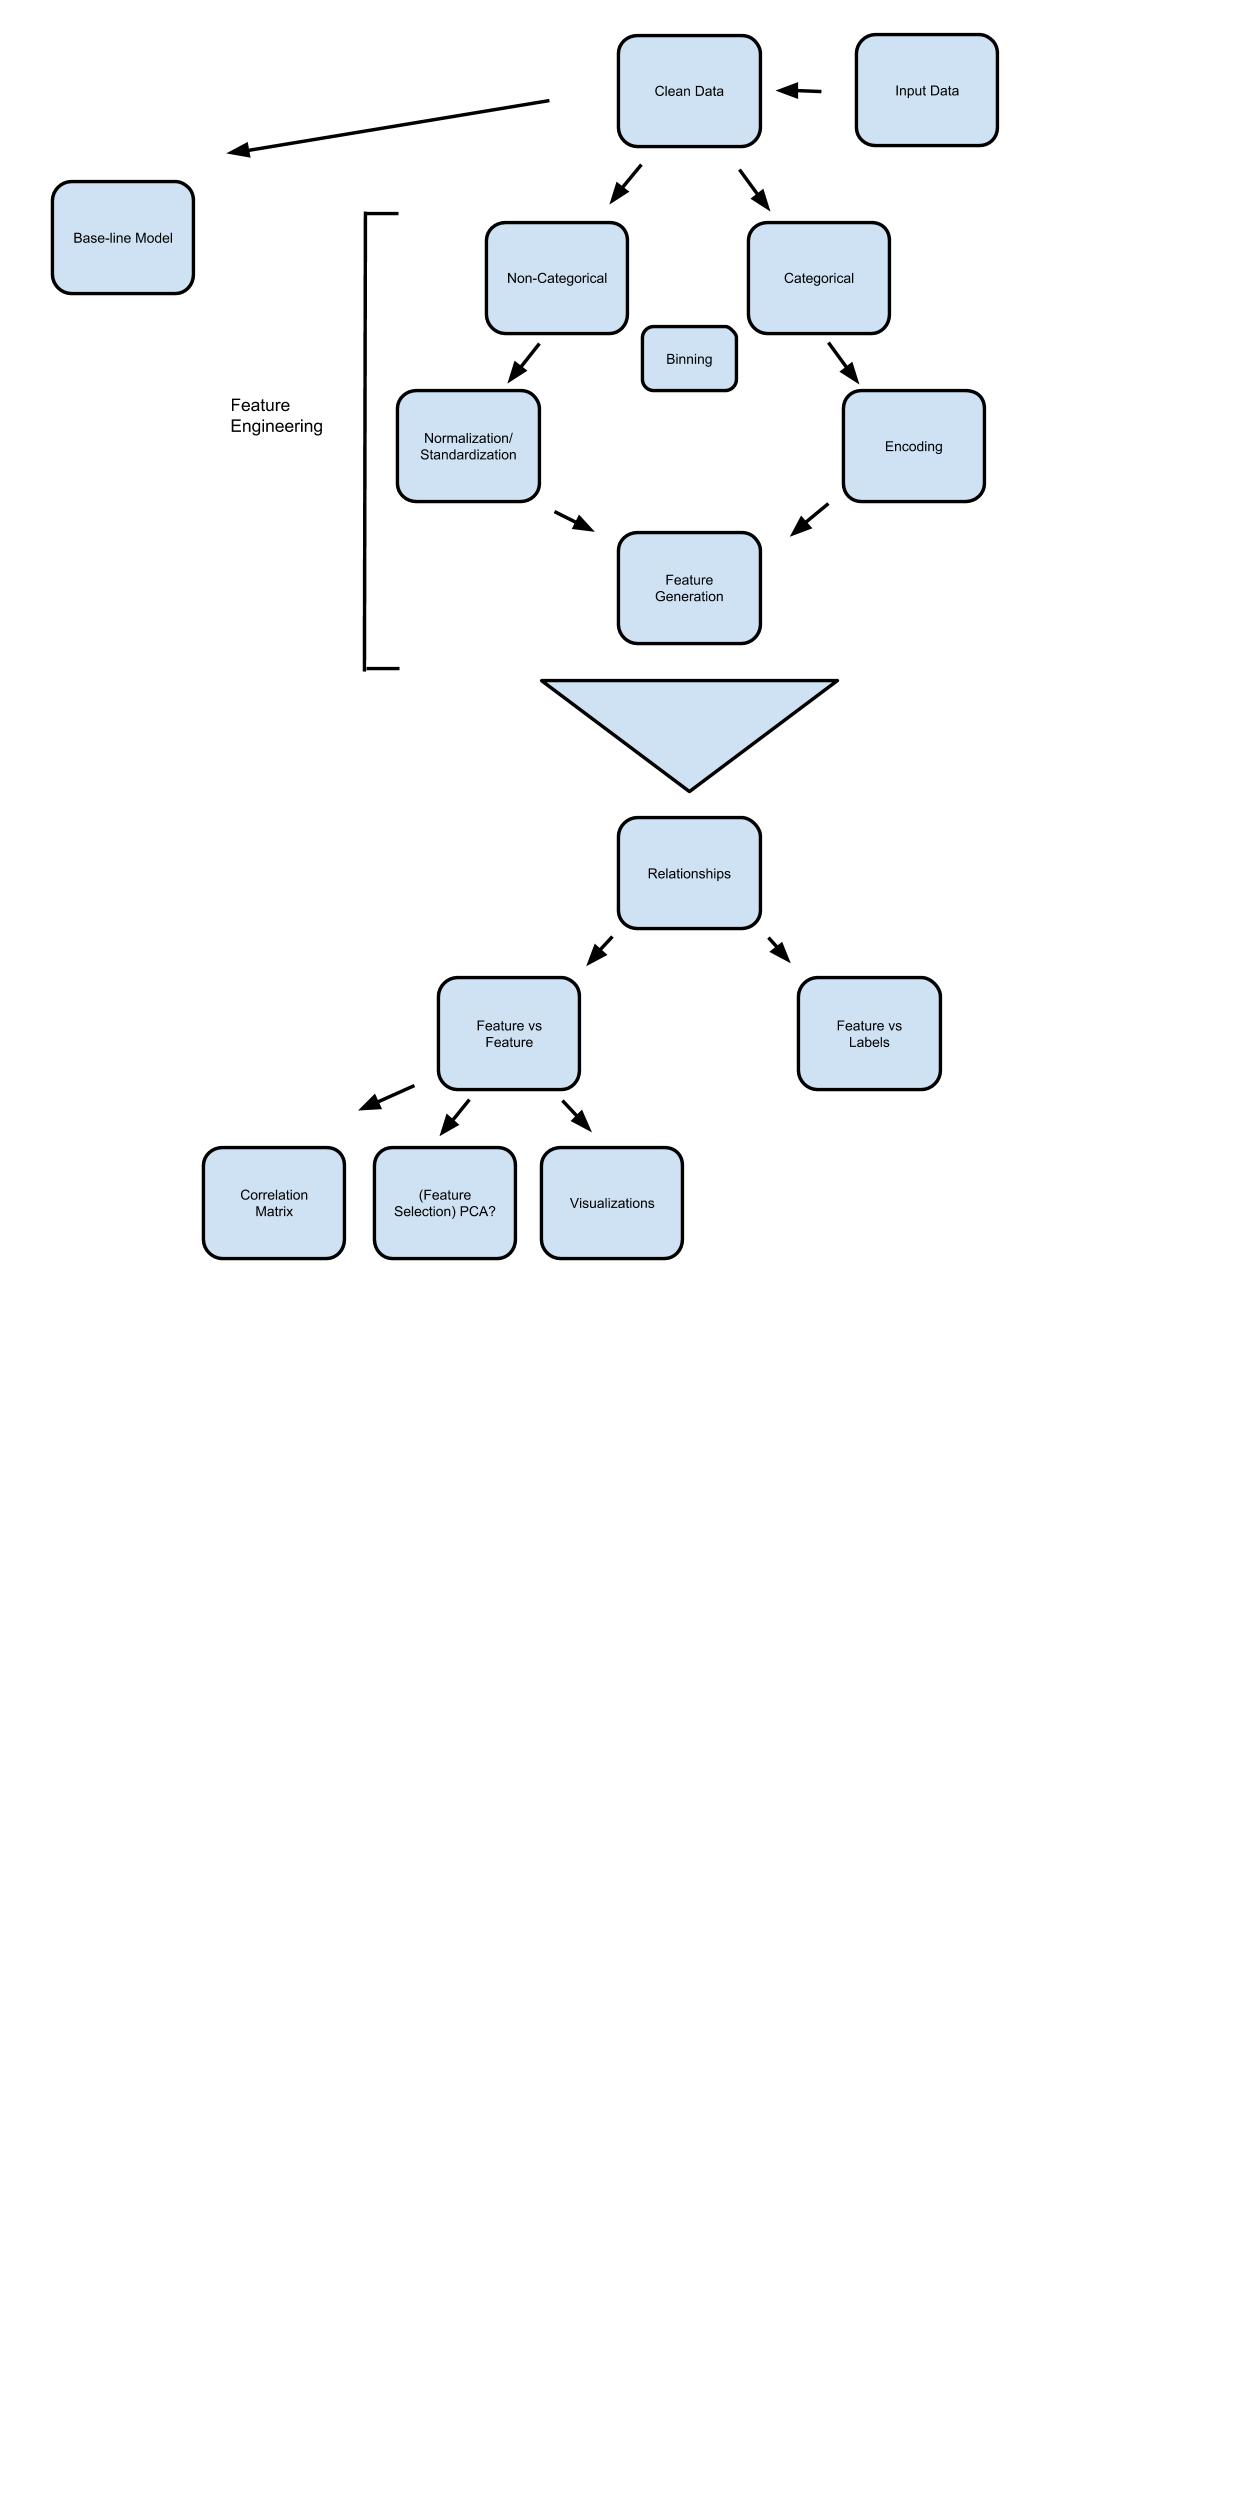 Clean Data
Input Data
Base-line Model
Non-Categorical
Categorical
Binning
Feature
Engineering
Normalization/
Standardization
Encoding
Feature
Generation
Relationships
Feature vs
Feature
Feature vs
Labels
Correlation
Matrix
(Feature
Selection) PCA?
Visualizations